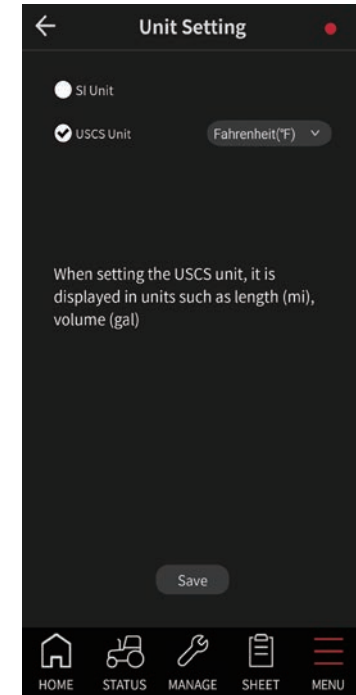 Unit Setting
SI Unit
USCS Unit
Fahrenheit(°F)
When setting the USCS unit, it is
displayed in units such as length (mi),
volume (gal)
Save
HOME STATUS MANAGE SHEET MENU